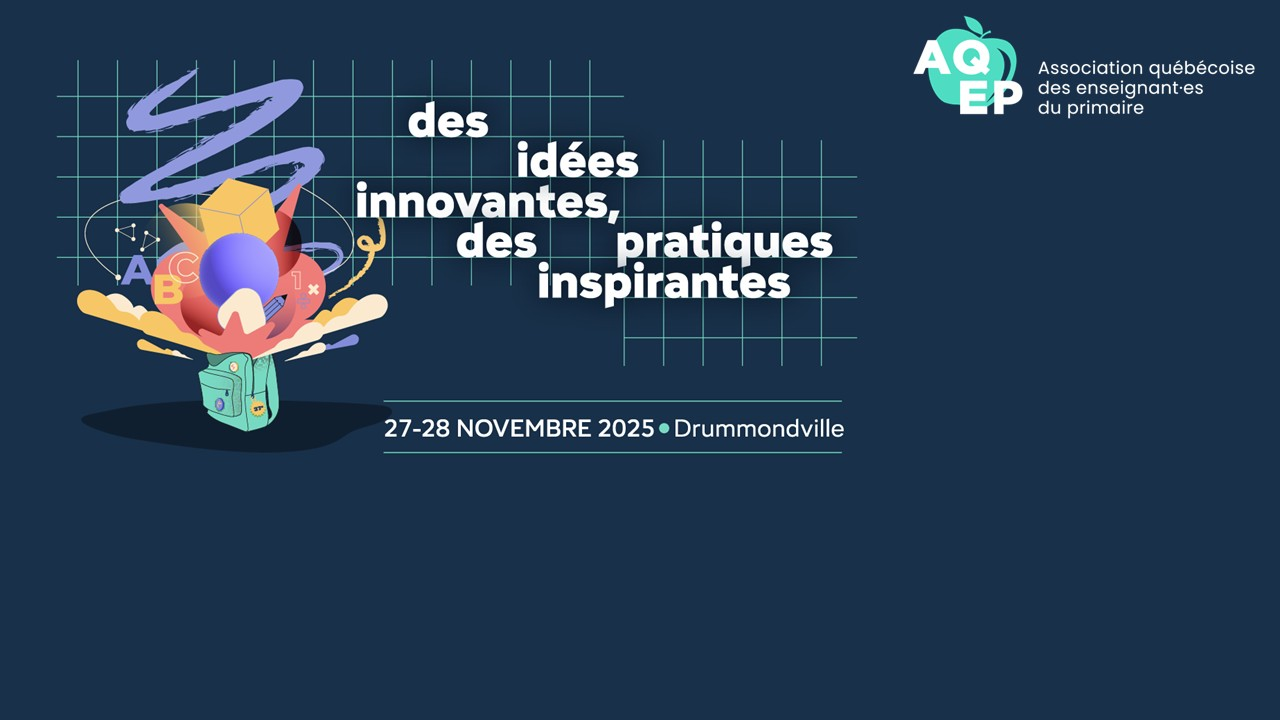 AQ
EP
Association québécoise
des enseignant·es
du primaire
des
idées
innovantes,
des pratiques
inspirantes
A
B
C
1
27-28 NOVEMBRE 2025 • Drummondville